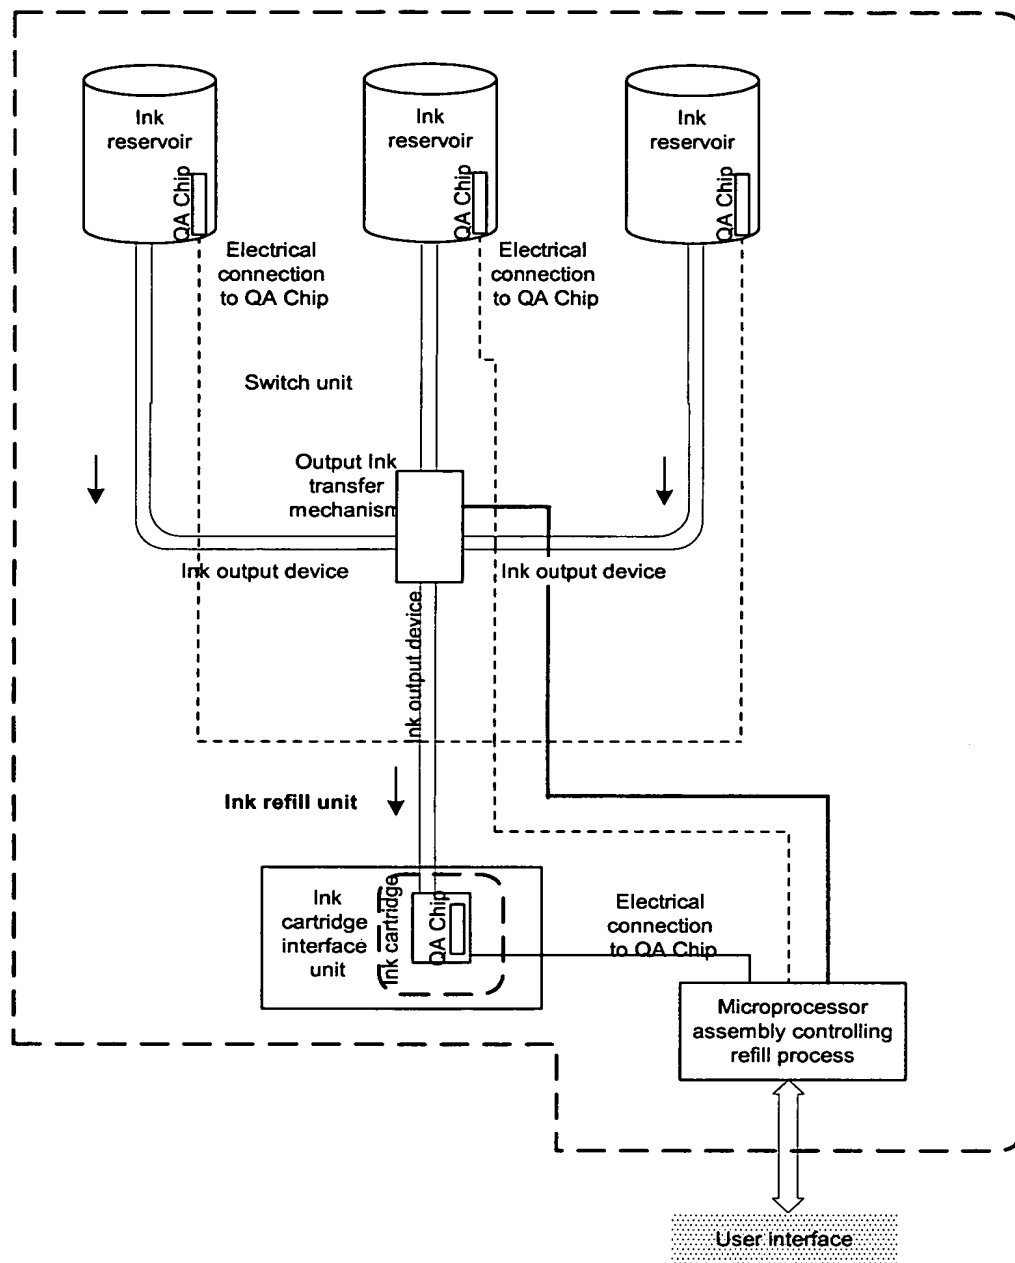 Ink
reservoir
QA Chip
Ink
reservoir
QA Chip
Ink
reservoir
QA Chip
Electrical
connection
to QA Chip
Electrical
connection
to QA Chip
Switch unit
Output Ink
transfer
mechanism
Ink output device
Ink output device
Ink output device
Ink refill unit
Ink
cartridge
interface
unit
Ink cartridge
QA Chip
Electrical
connection
to QA Chip
Microprocessor
assembly controlling
refill process
User interface